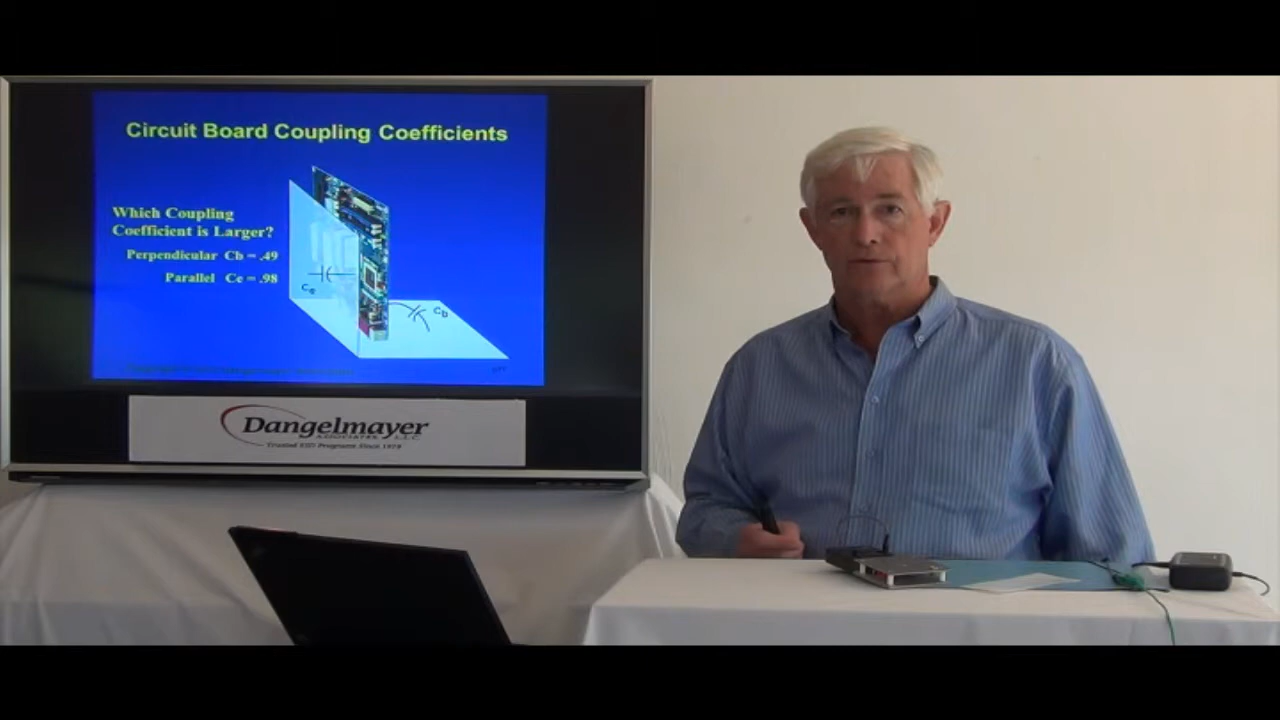 Circuit Board Coupling Coefficients
Which Coupling
Coefficient is Larger?
Perpendicular Cb = .49
Parallel Ce = .98
Ce
Cb
Dangelmayer
ASSOCIATES, L.L.C.
Trusted ESD Programs Since 1979